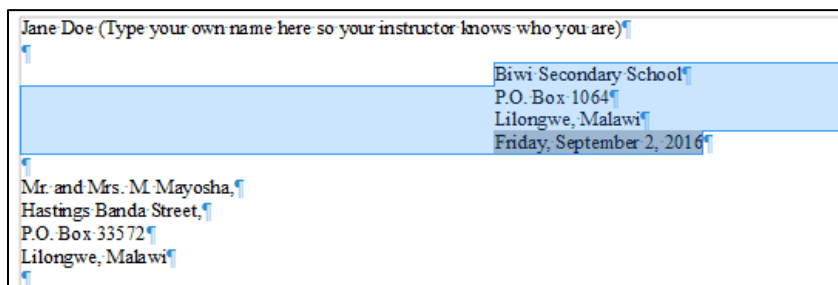 Jane Doe (Type your own name here so your instructor knows who you are)¶
¶
Biwi Secondary School¶
P.O. Box 1064¶
Lilongwe, Malawi¶
Friday, September 2, 2016¶
¶
Mr. and Mrs. M. Mayosha,¶
Hastings Banda Street,¶
P.O. Box 33572¶
Lilongwe, Malawi¶
¶